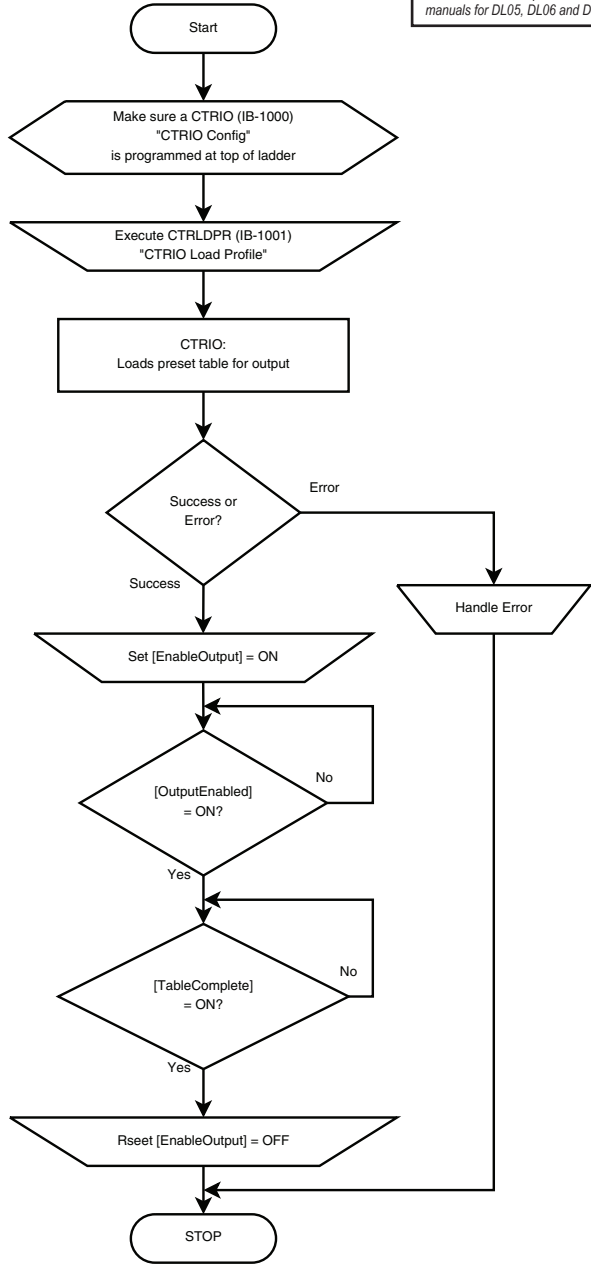 manuals for DL05, DL06 and D
Start
Make sure a CTRIO (IB-1000)
"CTRIO Config"
is programmed at top of ladder
Execute CTRLDPR (IB-1001)
"CTRIO Load Profile"
CTRIO:
Loads preset table for output
Success or
Error?
Error
Success
Handle Error
Set [EnableOutput] = ON
[OutputEnabled]
= ON?
No
Yes
[TableComplete]
= ON?
No
Yes
Rseet [EnableOutput] = OFF
STOP